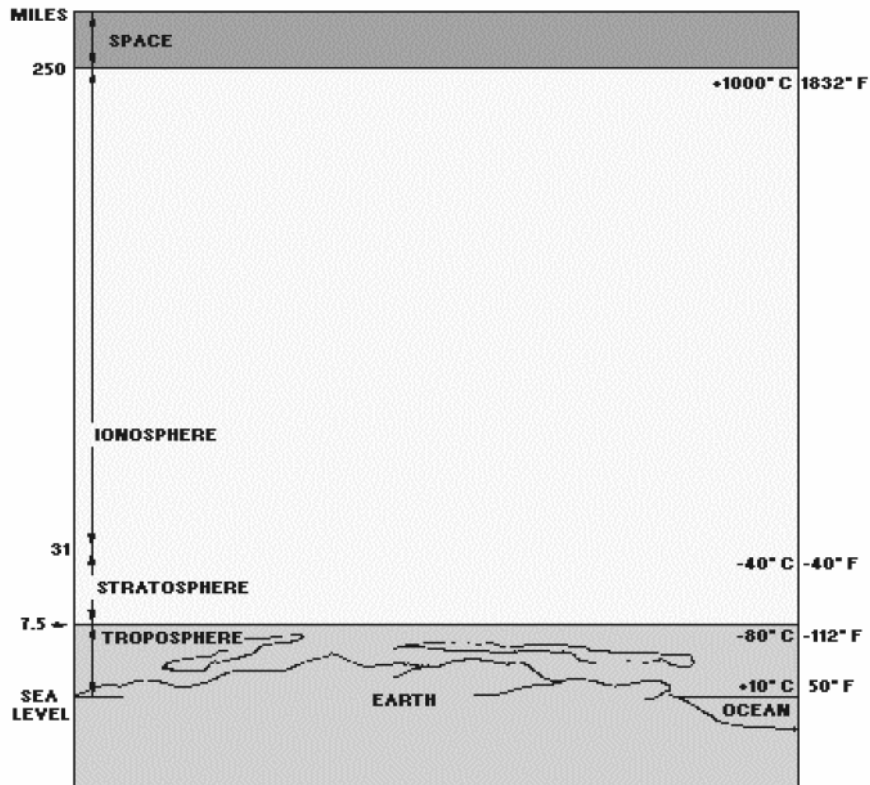 MILES
SPACE
250
+1000° C 1832° F
IONOSPHERE
31
-40° C -40° F
STRATOSPHERE
7.5
TROPOSPHERE
-80° C -112° F
+10° C 50° F
SEA
LEVEL
EARTH
OCEAN